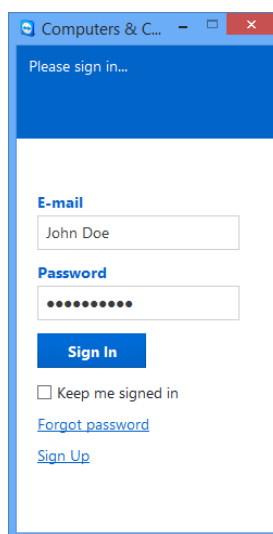 Computers & C...
Please sign in...
E-mail
John Doe
Password
●●●●●●●●●●
Sign In
Keep me signed in
Forgot password
Sign Up